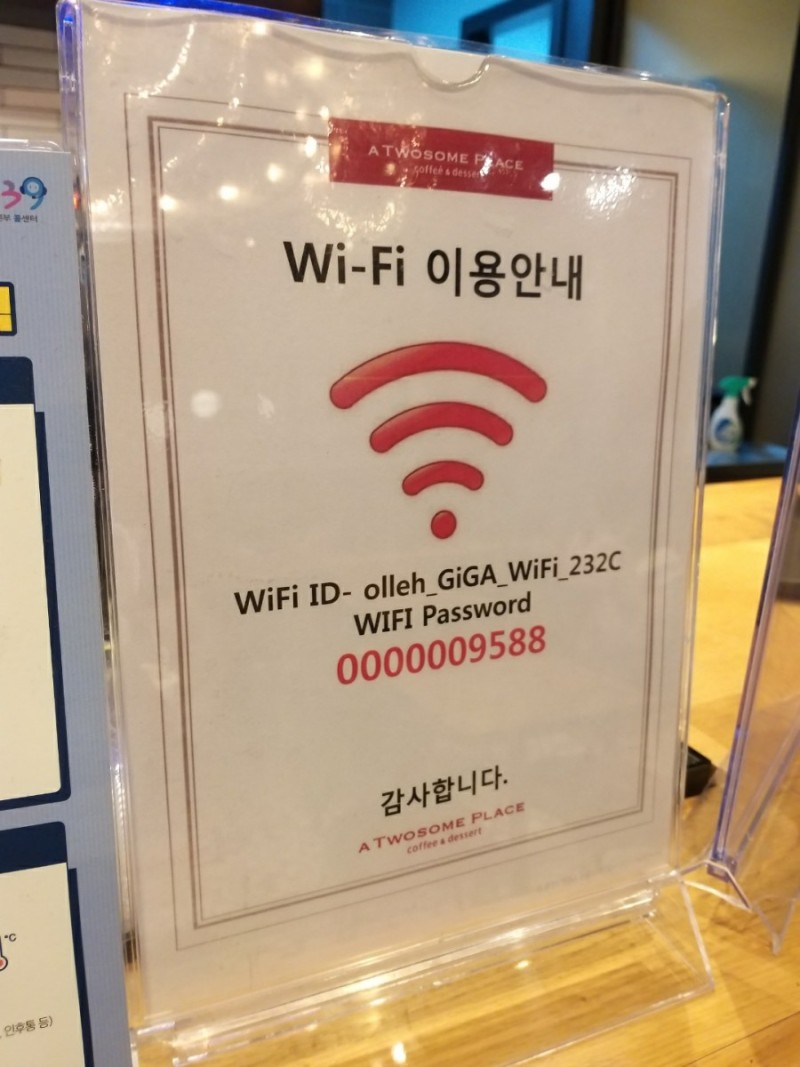 A TWOSOME PLACE
coffee & dessert
Wi-Fi 이용안내
WiFi ID- olleh_GiGA_WiFi_232C
WIFI Password
0000009588
감사합니다.
A TWOSOME PLACE
coffee & dessert
39
콜센터
°C
인후통 등)